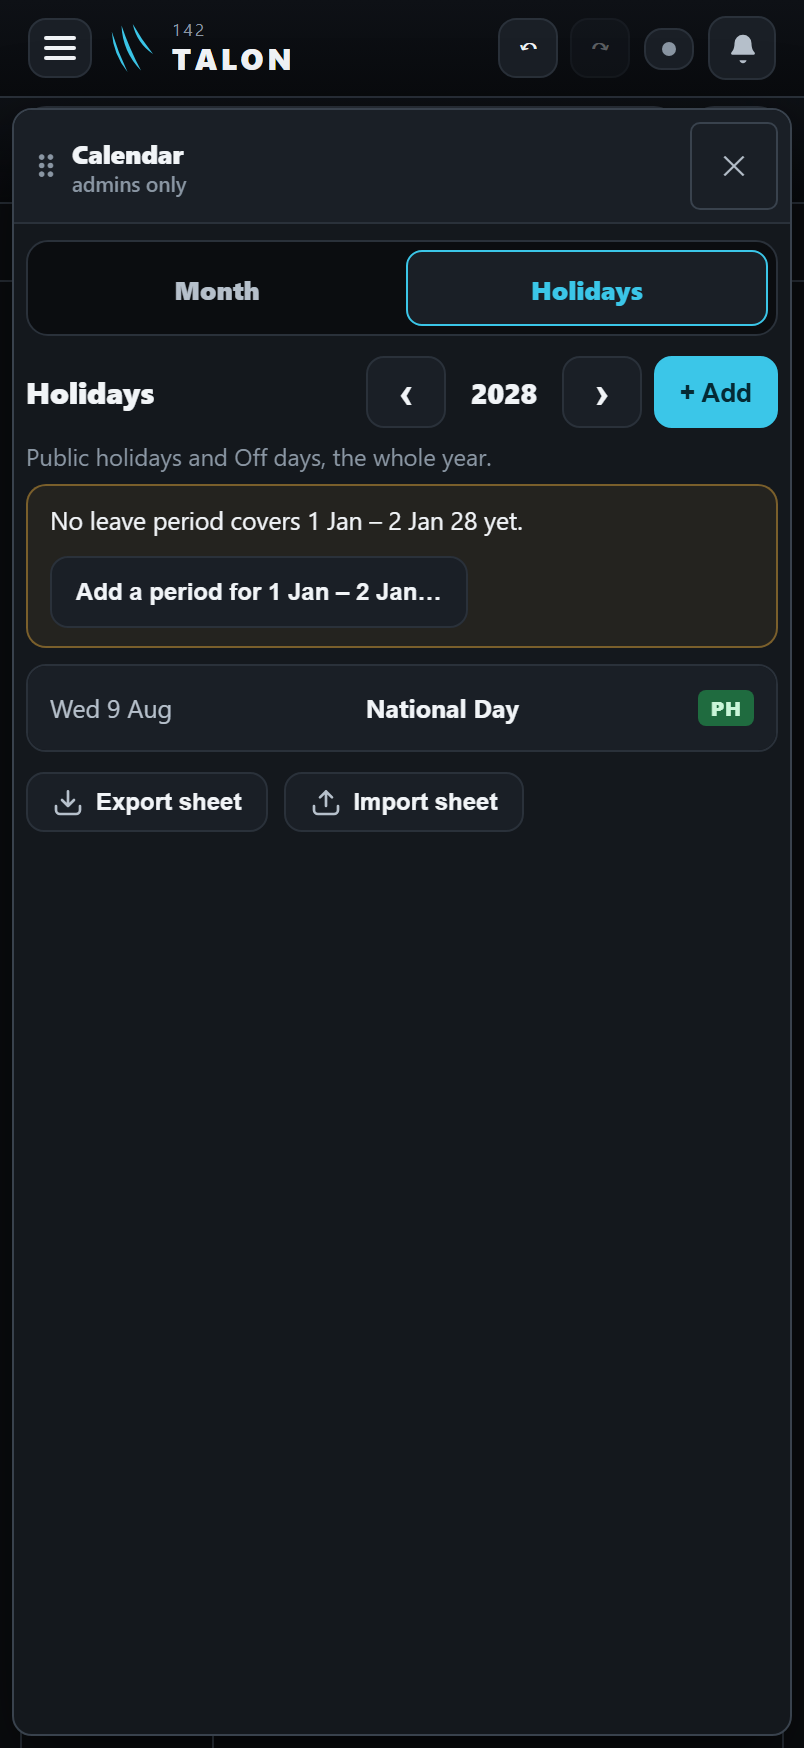 142
TALON
Calendar
admins only
Month
Holidays
Holidays
‹
2028
›
+ Add
Public holidays and Off days, the whole year.
No leave period covers 1 Jan – 2 Jan 28 yet.
Add a period for 1 Jan – 2 Jan...
Wed 9 Aug
National Day
PH
Export sheet
Import sheet